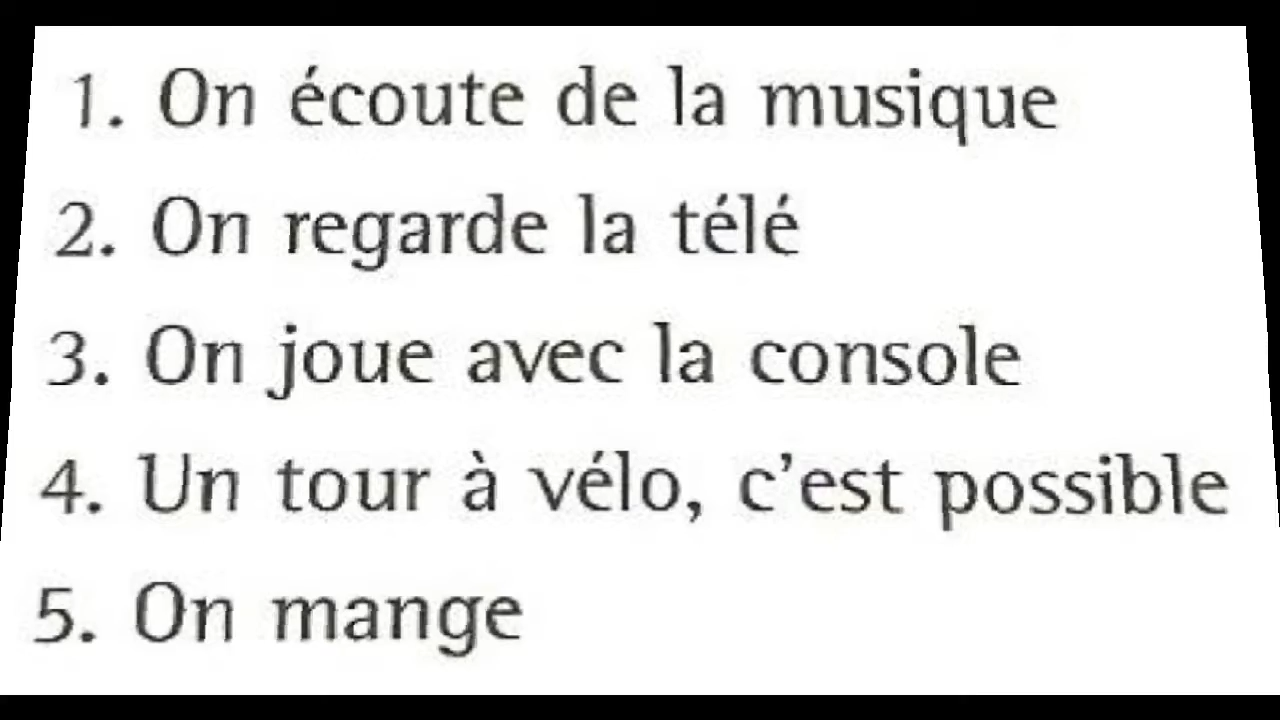 1. On écoute de la musique
2. On regarde la télé
3. On joue avec la console
4. Un tour à vélo, c'est possible
5. On mange